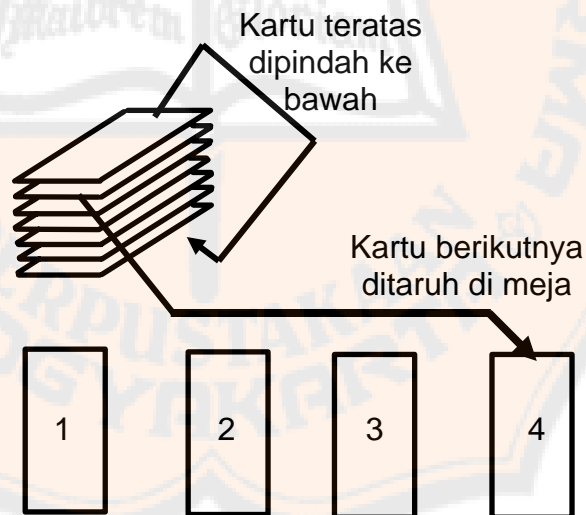 Kartu teratas
dipindah ke
bawah
Kartu berikutnya
ditaruh di meja
1
2
3
4